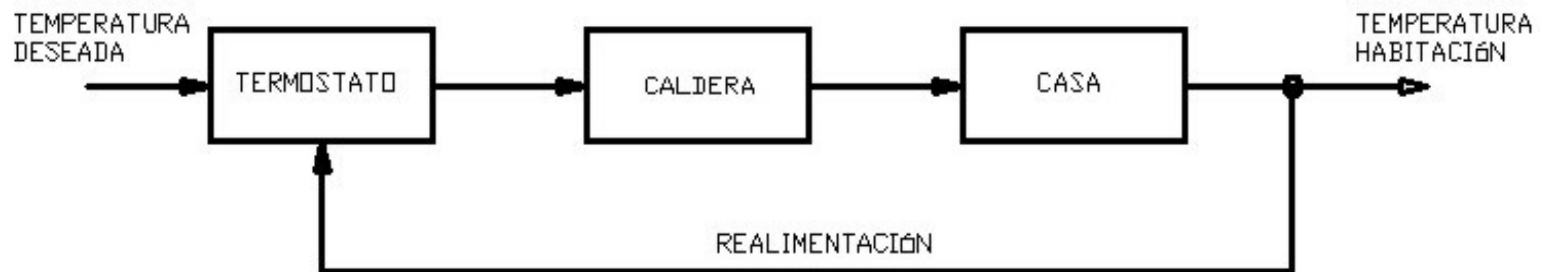 TEMPERATURA
DESEADA
TERMOSTATO
CALDERA
CASA
TEMPERATURA
HABITACIóN
REALIMENTACIóN